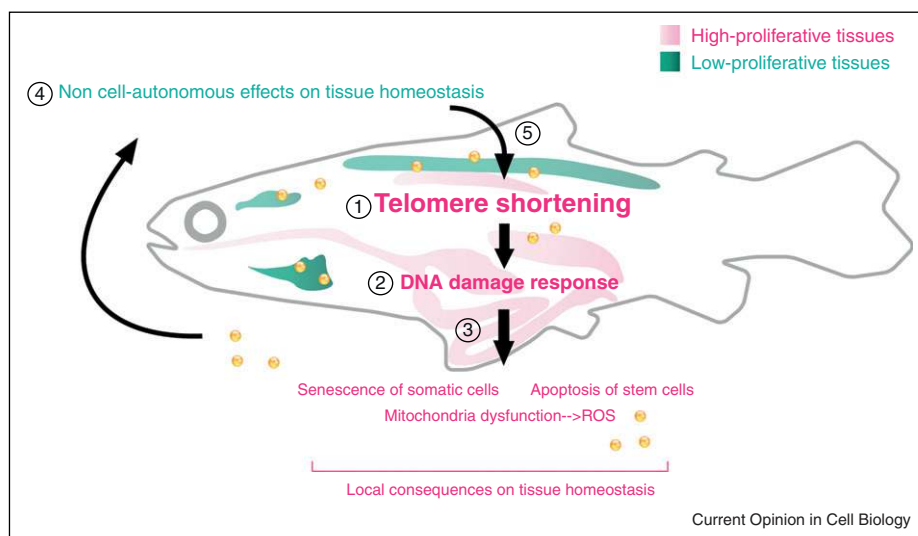 High-proliferative tissues
Low-proliferative tissues
4 Non cell-autonomous effects on tissue homeostasis
5
1 Telomere shortening
2 DNA damage response
3
Senescence of somatic cells Apoptosis of stem cells
Mitochondria dysfunction-->ROS
Local consequences on tissue homeostasis
Current Opinion in Cell Biology